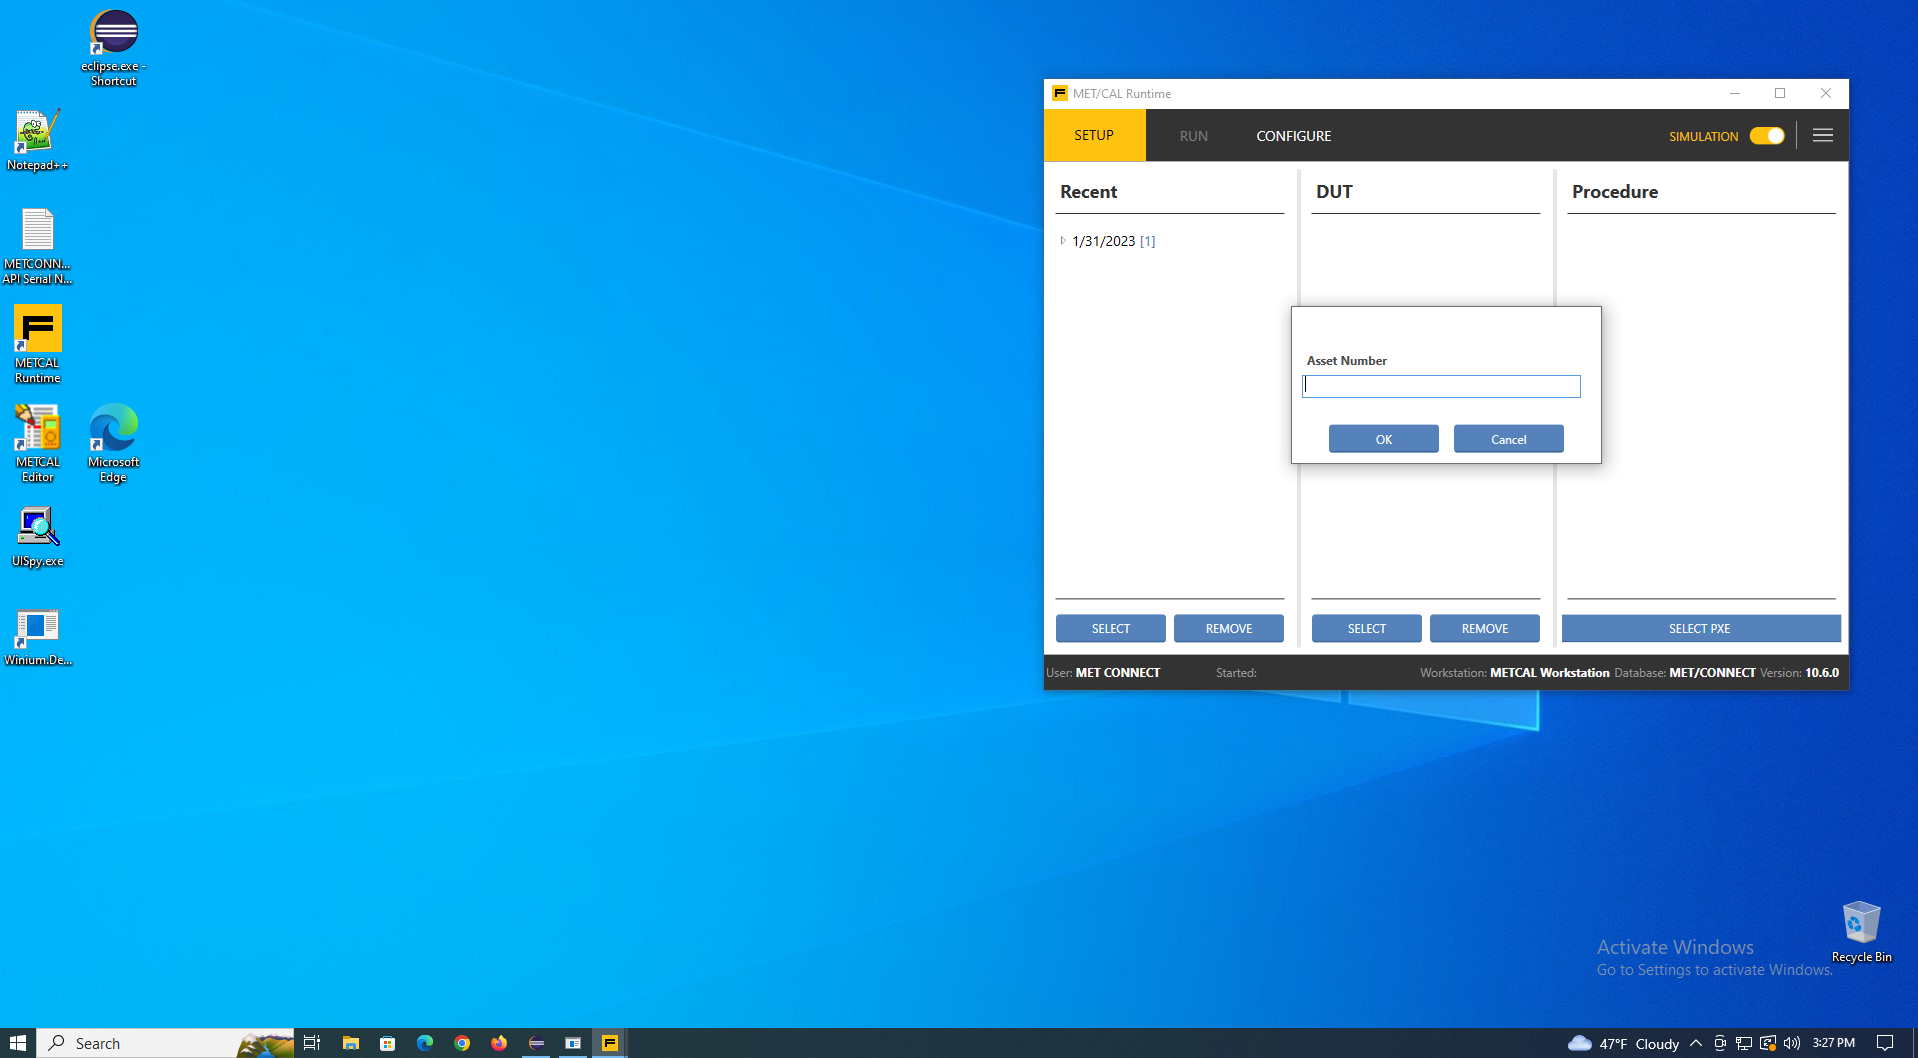 eclipse.exe -
Shortcut
Notepad++
METCONN...
API Serial N...
METCAL
Runtime
METCAL
Editor
Microsoft
Edge
UISpy.exe
Winium.De...
MET/CAL Runtime
SETUP
RUN
CONFIGURE
SIMULATION
Recent
DUT
Procedure
1/31/2023 [1]
Asset Number
OK
Cancel
SELECT
REMOVE
SELECT
REMOVE
SELECT PXE
User: MET CONNECT
Started:
Workstation: METCAL Workstation Database: MET/CONNECT Version: 10.6.0
Activate Windows
Go to Settings to activate Windows.
Recycle Bin
Search
47°F Cloudy
3:27 PM